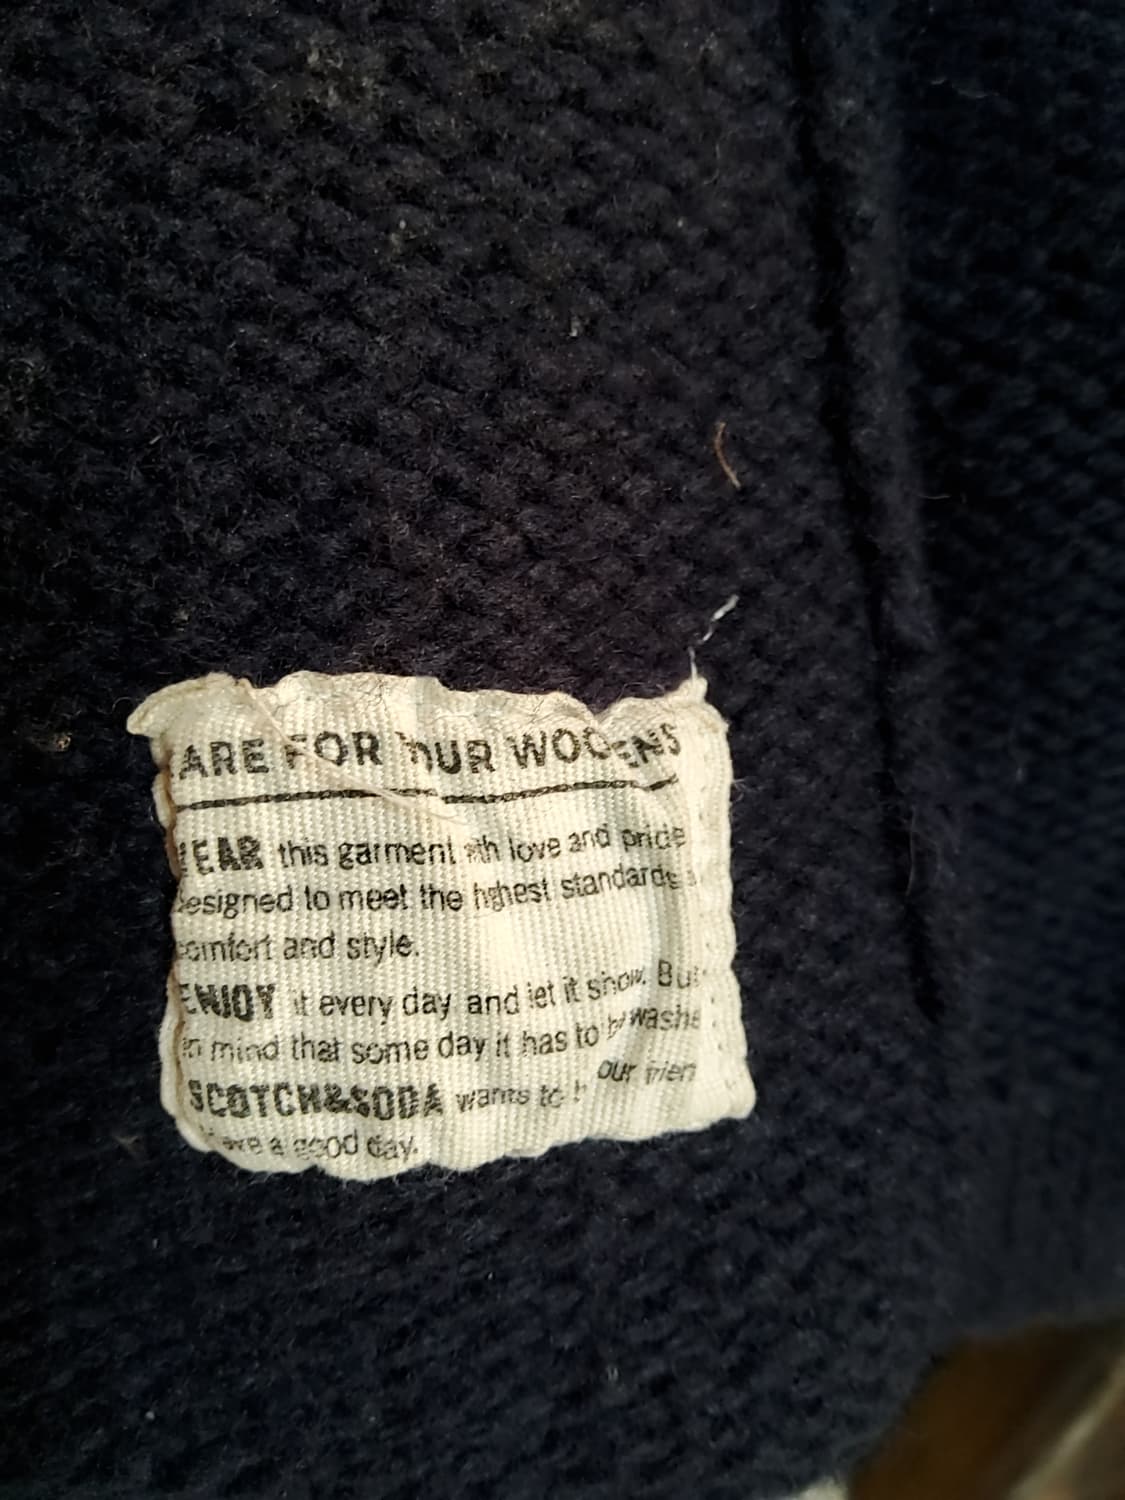 ARE FOR OUR WOOLENS
EAR this garment with love and pride
designed to meet the highest standards
comfort and style.
ENJOY it every day and let it show. But
in mind that some day it has to be washe
SCOTCH&SODA wants to b our frien
have a good day.